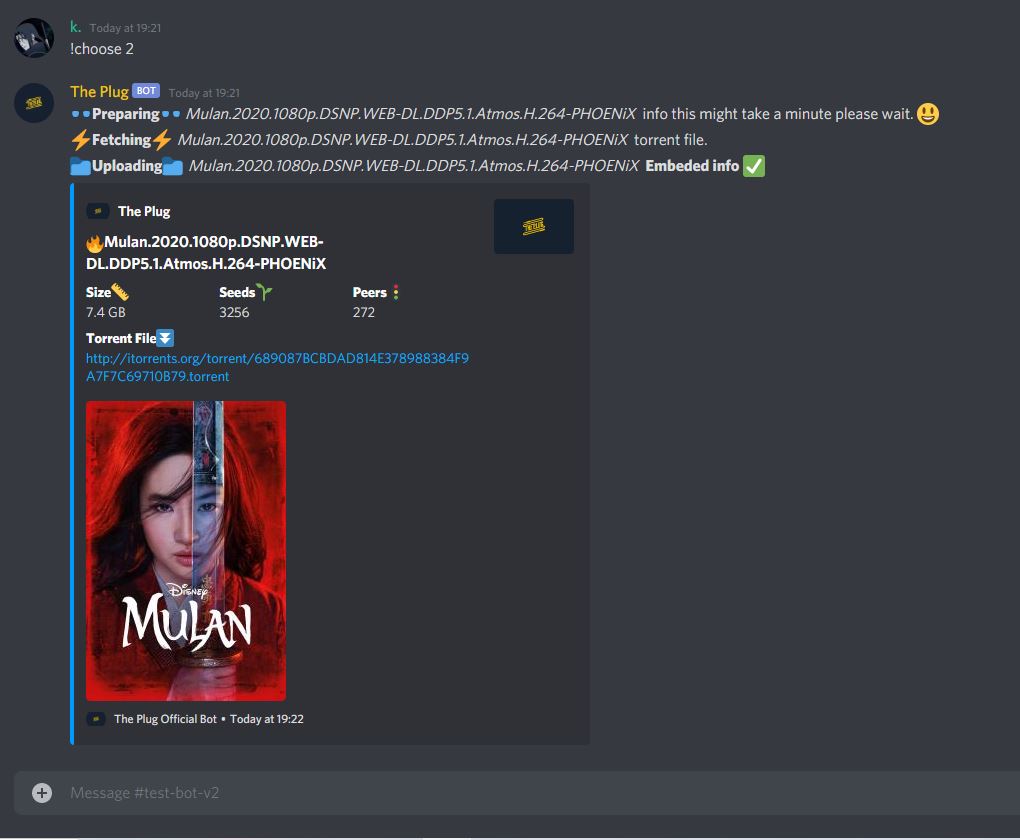 k. Today at 19:21
!choose 2
The Plug BOT Today at 19:21
Preparing Mulan.2020.1080p.DSNP.WEB-DL.DDP5.1.Atmos.H.264-PHOENiX info this might take a minute please wait.
Fetching Mulan.2020.1080p.DSNP.WEB-DL.DDP5.1.Atmos.H.264-PHOENiX torrent file.
Uploading Mulan.2020.1080p.DSNP.WEB-DL.DDP5.1.Atmos.H.264-PHOENiX Embeded info
The Plug
Mulan.2020.1080p.DSNP.WEB-
DL.DDP5.1.Atmos.H.264-PHOENiX
Size Seeds Peers
7.4 GB 3256 272
Torrent File
http://itorrents.org/torrent/689087BCBDAD814E378988384F9
A7F7C69710B79.torrent
Disney
MULAN
The Plug Official Bot • Today at 19:22
Message #test-bot-v2